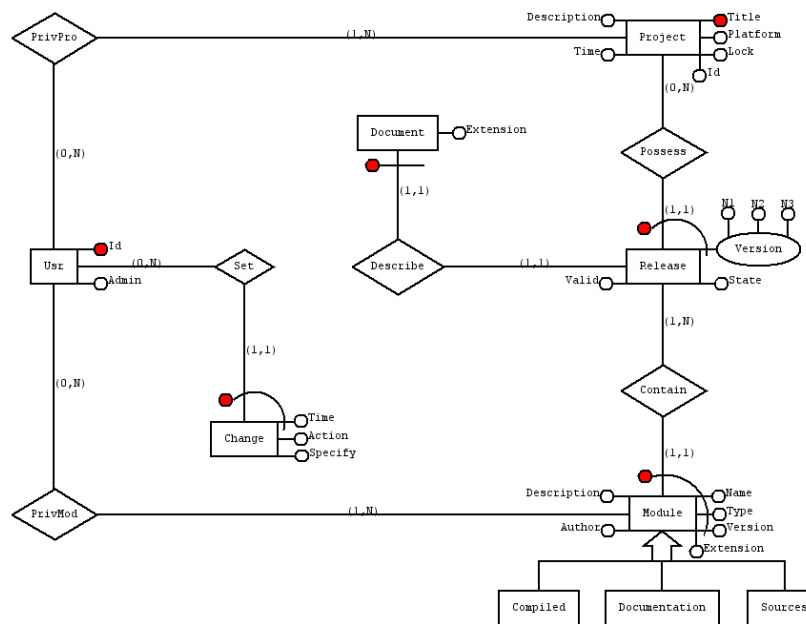 Description
Title
PrivPro
(1,N)
Project
Platform
Time
Lock
Id
(0,N)
Document
Extension
(0,N)
Possess
(1,1)
(1,1)
N1 N2 N3
Id
Version
Usr
(0,N)
Set
Describe
(1,1)
Release
Admin
Valid
State
(1,N)
(1,1)
(0,N)
Contain
Time
Change
Action
Specify
(1,1)
Description
Name
PrivMod
(1,N)
Module
Type
Author
Version
Extension
Compiled
Documentation
Sources